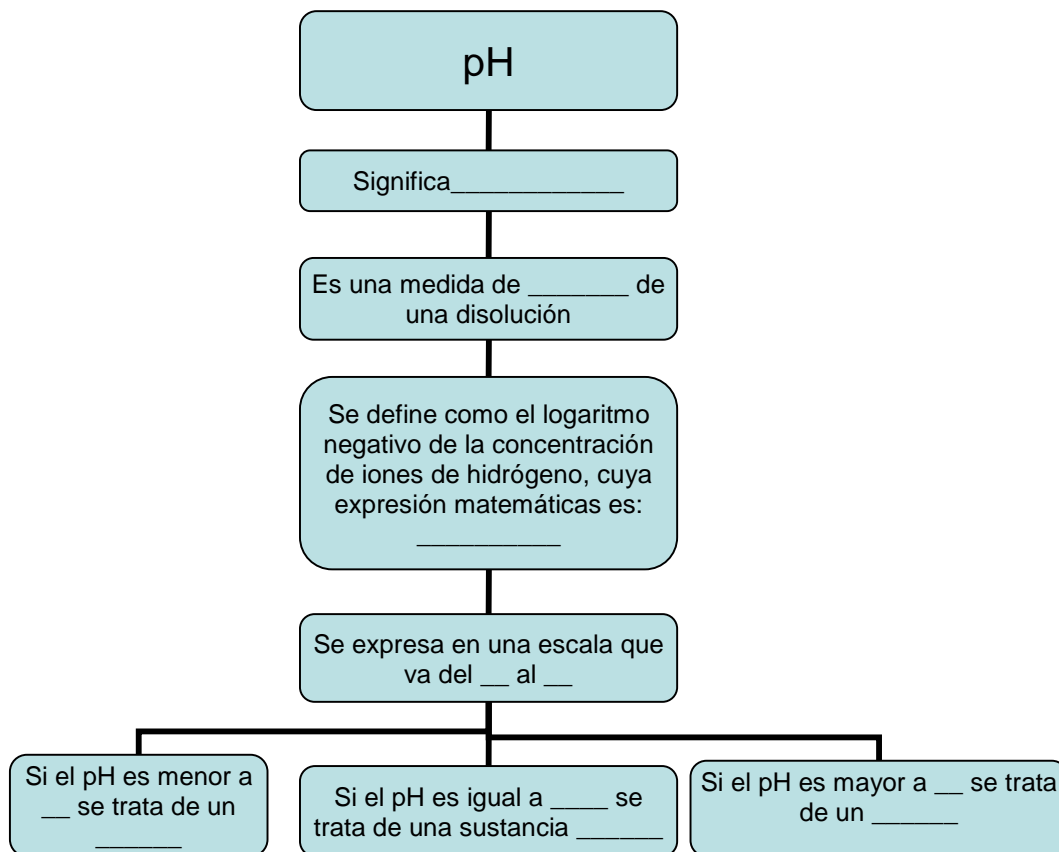 pH
Significa____________
Es una medida de _______ de
una disolución
Se define como el logaritmo
negativo de la concentración
de iones de hidrógeno, cuya
expresión matemáticas es:
__________
Se expresa en una escala que
va del __ al __
Si el pH es menor a
__ se trata de un
______
Si el pH es igual a ____ se
trata de una sustancia ______
Si el pH es mayor a __ se trata
de un ______